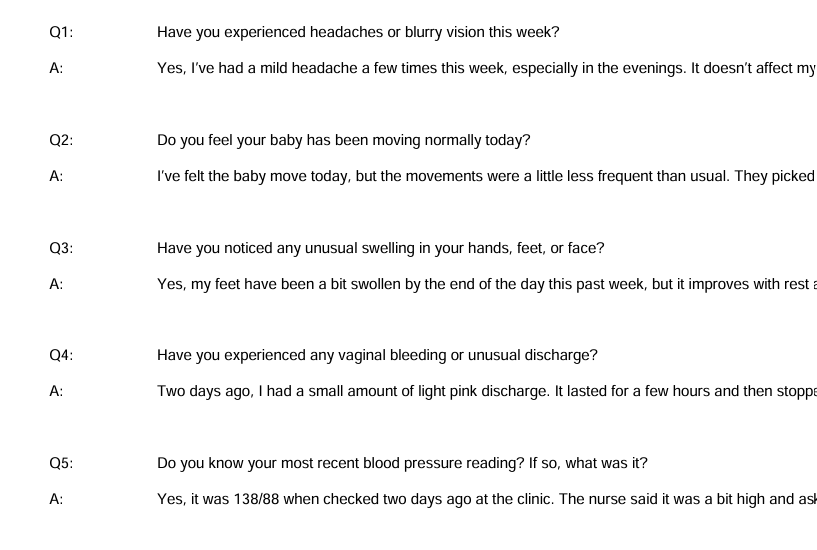 Q1: Have you experienced headaches or blurry vision this week?
A: Yes, I’ve had a mild headache a few times this week, especially in the evenings. It doesn’t affect my
Q2: Do you feel your baby has been moving normally today?
A: I’ve felt the baby move today, but the movements were a little less frequent than usual. They picked
Q3: Have you noticed any unusual swelling in your hands, feet, or face?
A: Yes, my feet have been a bit swollen by the end of the day this past week, but it improves with rest
Q4: Have you experienced any vaginal bleeding or unusual discharge?
A: Two days ago, I had a small amount of light pink discharge. It lasted for a few hours and then
Q5: Do you know your most recent blood pressure reading? If so, what was it?
A: Yes, it was 138/88 when checked two days ago at the clinic. The nurse said it was a bit high and